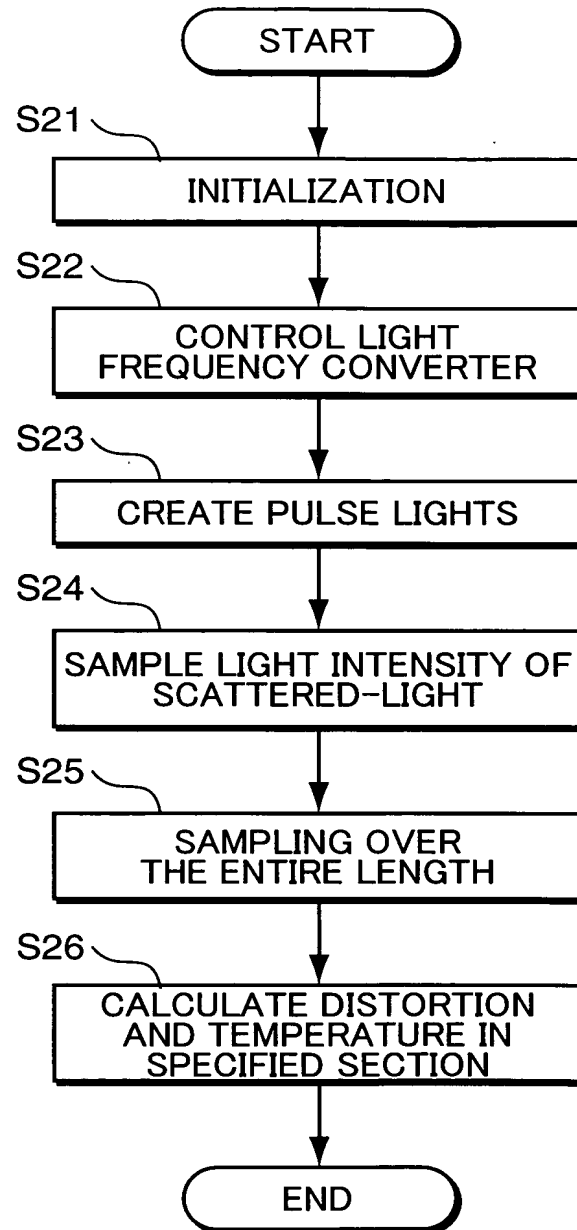 START
S21
INITIALIZATION
S22
CONTROL LIGHT
FREQUENCY CONVERTER
S23
CREATE PULSE LIGHTS
S24
SAMPLE LIGHT INTENSITY OF
SCATTERED-LIGHT
S25
SAMPLING OVER
THE ENTIRE LENGTH
S26
CALCULATE DISTORTION
AND TEMPERATURE IN
SPECIFIED SECTION
END